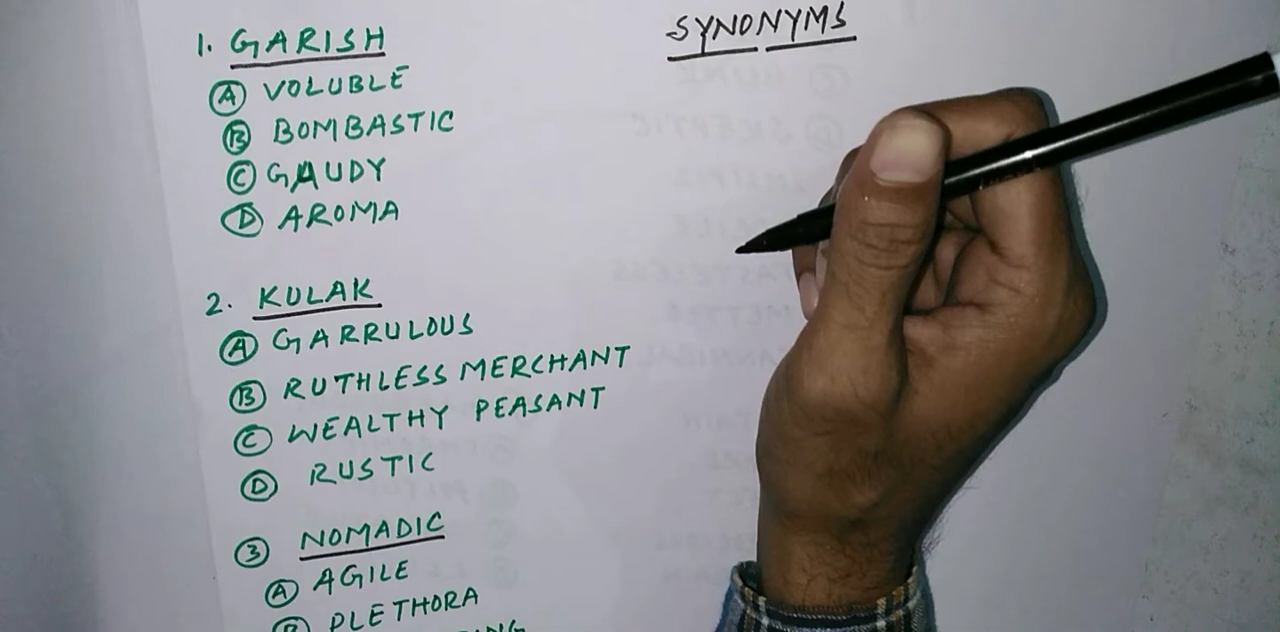 SYNONYMS
1. GARISH
Ⓐ VOLUBLE
Ⓑ BOMBASTIC
Ⓒ GAUDY
Ⓓ AROMA
2. KULAK
Ⓐ GARRULOUS
Ⓑ RUTHLESS MERCHANT
Ⓒ WEALTHY PEASANT
Ⓓ RUSTIC
③ NOMADIC
Ⓐ AGILE
Ⓑ PLETHORA